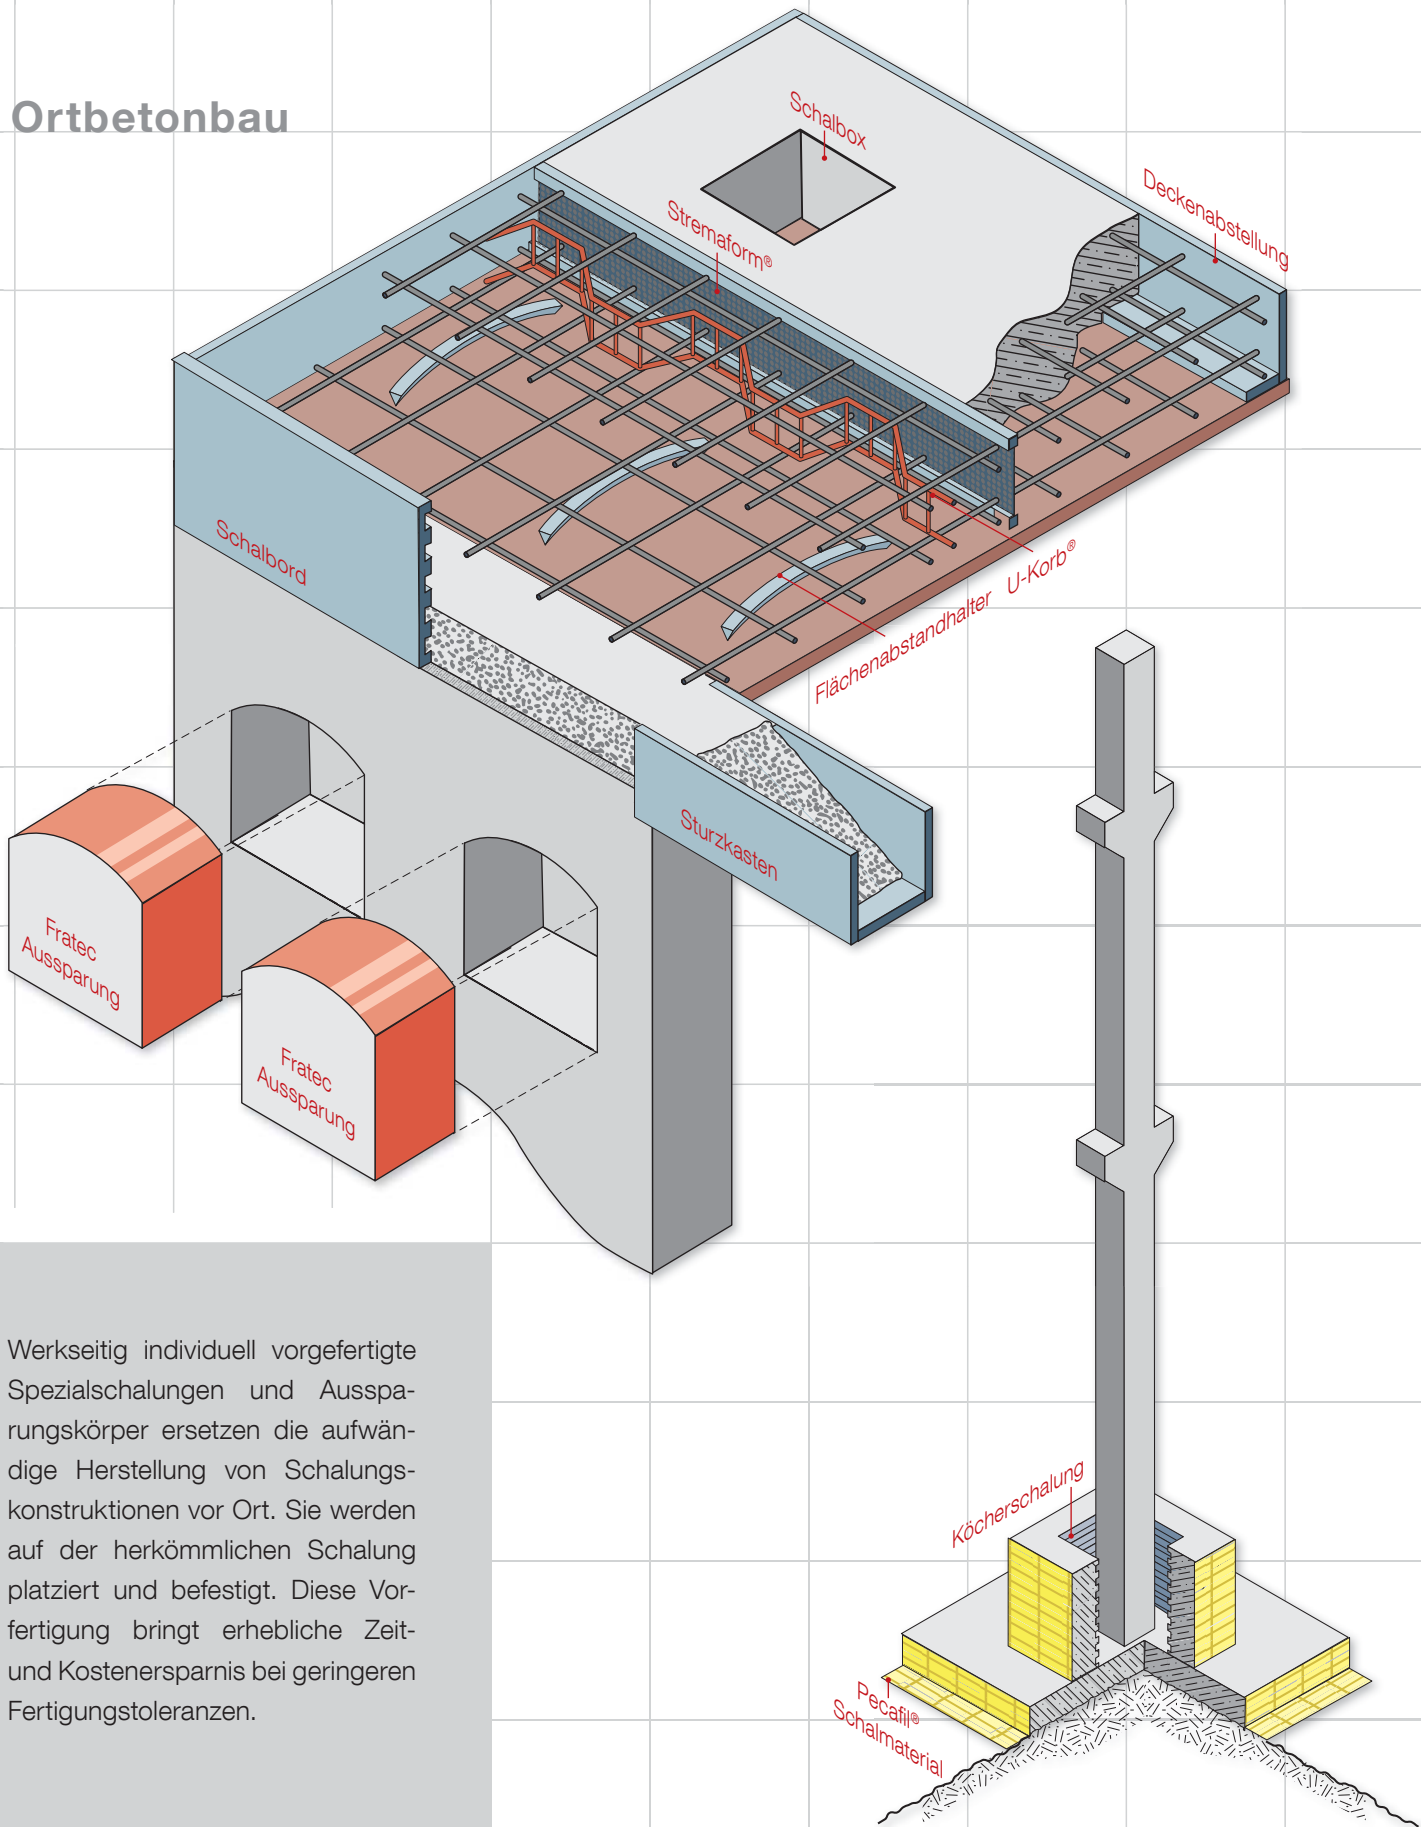 Ortbetonbau
Schalbox
Deckenabstellung
Stremaform®
Schalbord
U-Korb®
Flächenabstandhalter
Sturzkasten
Fratec
Aussparung
Fratec
Aussparung
Werkseitig individuell vorgefertigte
Spezialschalungen und Ausspa-
rungskörper ersetzen die aufwän-
dige Herstellung von Schalungs-
konstruktionen vor Ort. Sie werden
auf der herkömmlichen Schalung
platziert und befestigt. Diese Vor-
fertigung bringt erhebliche Zeit-
und Kostenersparnis bei geringeren
Fertigungstoleranzen.
Köcherschalung
Pecafil®
Schalmaterial